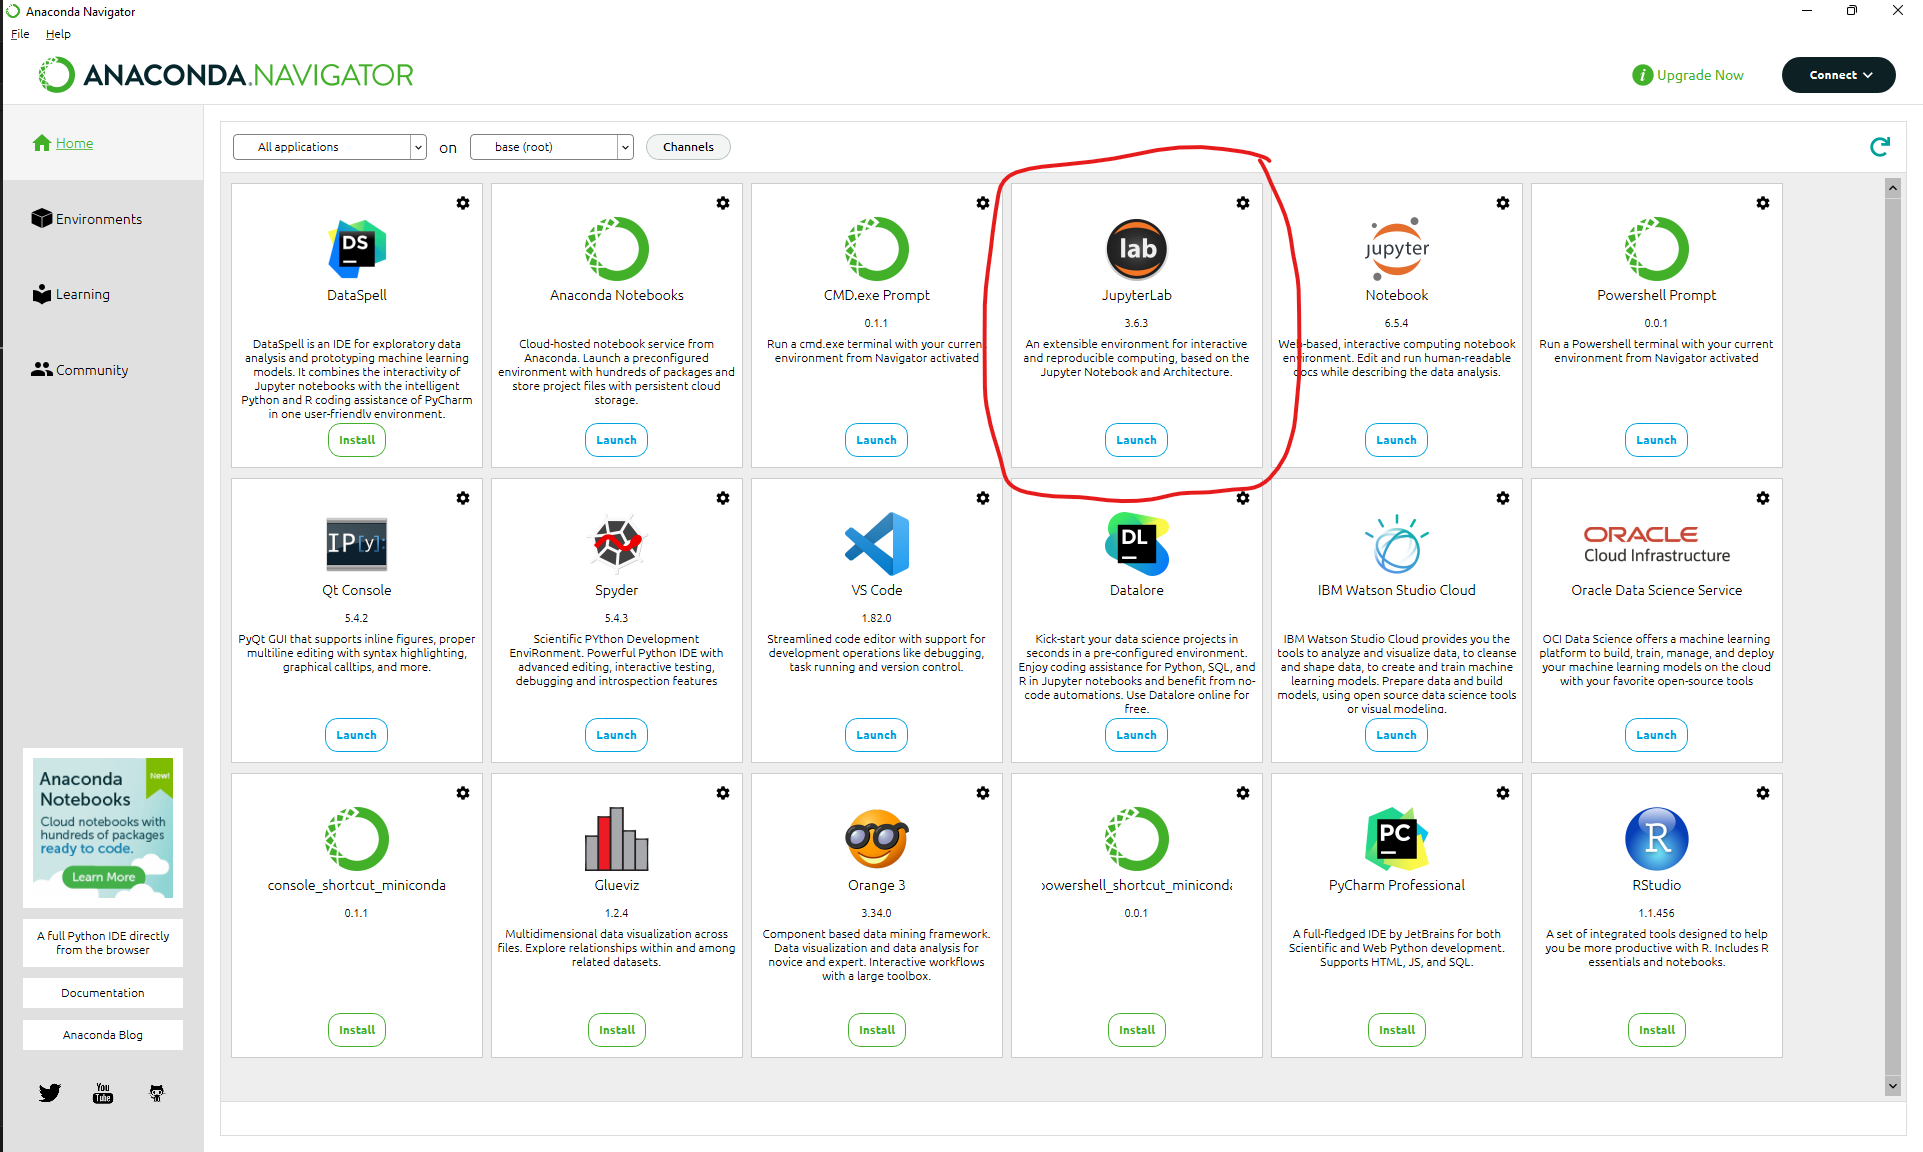 Anaconda Navigator
File Help
ANACONDA.NAVIGATOR
i Upgrade Now
Connect
Home
Environments
Learning
Community
All applications on base (root) Channels
DS
DataSpell
DataSpell is an IDE for exploratory data
analysis and prototyping machine learning
models. It combines the interactivity of
Jupyter notebooks with the intelligent
Python and R coding assistance of PyCharm
in one user-friendly environment.
Install
Anaconda Notebooks
Cloud-hosted notebook service from
Anaconda. Launch a preconfigured
environment with hundreds of packages and
store project files with persistent cloud
storage.
Launch
CMD.exe Prompt
0.1.1
Run a cmd.exe terminal with your current
environment from Navigator activated
Launch
lab
JupyterLab
3.6.3
An extensible environment for interactive
and reproducible computing, based on the
Jupyter Notebook and Architecture.
Launch
jupyter
Notebook
6.5.4
Web-based, interactive computing notebook
environment. Edit and run human-readable
docs while describing the data analysis.
Launch
Powershell Prompt
0.0.1
Run a Powershell terminal with your current
environment from Navigator activated
Launch
IP[y]:
Qt Console
5.4.2
PyQt GUI that supports inline figures, proper
multiline editing with syntax highlighting,
graphical calltips, and more.
Launch
Spyder
5.4.3
Scientific PYthon Development
EnviRonment. Powerful Python IDE with
advanced editing, interactive testing,
debugging and introspection features
Launch
VS Code
1.82.0
Streamlined code editor with support for
development operations like debugging,
task running and version control.
Launch
DL
Datalore
Kick-start your data science projects in
seconds in a pre-configured environment.
Enjoy coding assistance for Python, SQL, and
R in Jupyter notebooks and benefit from no-
code automations. Use Datalore online for
free.
Launch
IBM Watson Studio Cloud
IBM Watson Studio Cloud provides you the
tools to analyze and visualize data, to cleanse
and shape data, to create and train machine
learning models. Prepare data and build
models, using open source data science tools
or visual modeling.
Launch
ORACLE
Cloud Infrastructure
Oracle Data Science Service
OCI Data Science offers a machine learning
platform to build, train, manage, and deploy
your machine learning models on the cloud
with your favorite open-source tools
Launch
console_shortcut_miniconda
0.1.1
Install
Glueviz
1.2.4
Multidimensional data visualization across
files. Explore relationships within and among
related datasets.
Install
Orange 3
3.34.0
Component based data mining framework.
Data visualization and data analysis for
novice and expert. Interactive workflows
with a large toolbox.
Install
powershell_shortcut_miniconda
0.0.1
Install
PC
PyCharm Professional
A full-fledged IDE by JetBrains for both
Scientific and Web Python development.
Supports HTML, JS, and SQL.
Install
R
RStudio
1.1.456
A set of integrated tools designed to help
you be more productive with R. Includes R
essentials and notebooks.
Install
Anaconda
Notebooks
New!
Cloud notebooks with
hundreds of packages
ready to code.
Learn More
A full Python IDE directly
from the browser
Documentation
Anaconda Blog
You
Tube